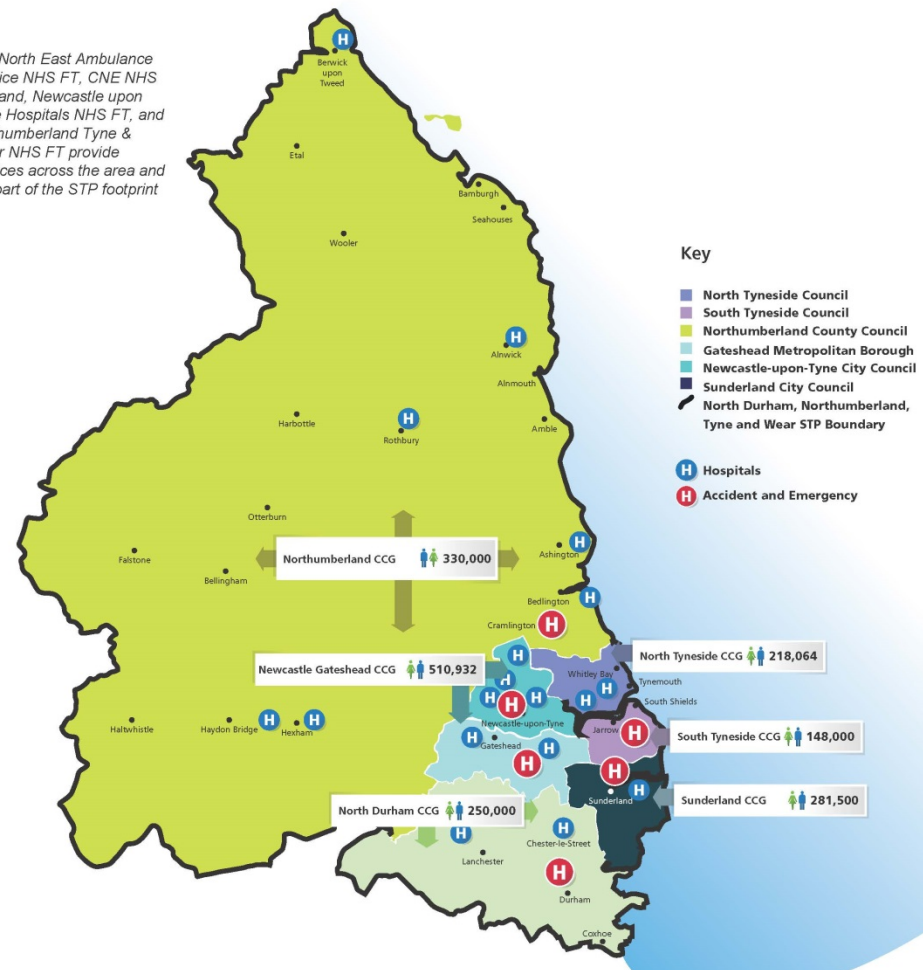 North East Ambulance
ice NHS FT, CNE NHS
and, Newcastle upon
e Hospitals NHS FT, and
humberland Tyne &
r NHS FT provide
ces across the area and
part of the STP footprint
H
Berwick
upon
Tweed
Etal
Bamburgh
Seahouses
Wooler
Key
North Tyneside Council
South Tyneside Council
Northumberland County Council
Gateshead Metropolitan Borough
Newcastle-upon-Tyne City Council
Sunderland City Council
North Durham, Northumberland,
Tyne and Wear STP Boundary
H Hospitals
H Accident and Emergency
H
Alnwick
Alnmouth
Harbottle
H
Rothbury
Amble
Otterburn
Falstone
Bellingham
Northumberland CCG 330,000
Ashington H
Bedlington H
Cramlington H
Newcastle Gateshead CCG 510,932
H
H
H
H
H
Newcastle-upon-Tyne
Whitley Bay
H
H
North Tyneside CCG 218,064
Tynemouth
South Shields
Jarrow H
South Tyneside CCG 148,000
Haltwhistle
Haydon Bridge H
Hexham H
H
Gateshead
H
H
H
Sunderland H
Sunderland CCG 281,500
North Durham CCG 250,000
H
Lanchester
H
Chester-le-Street
H
Durham
Coxhoe